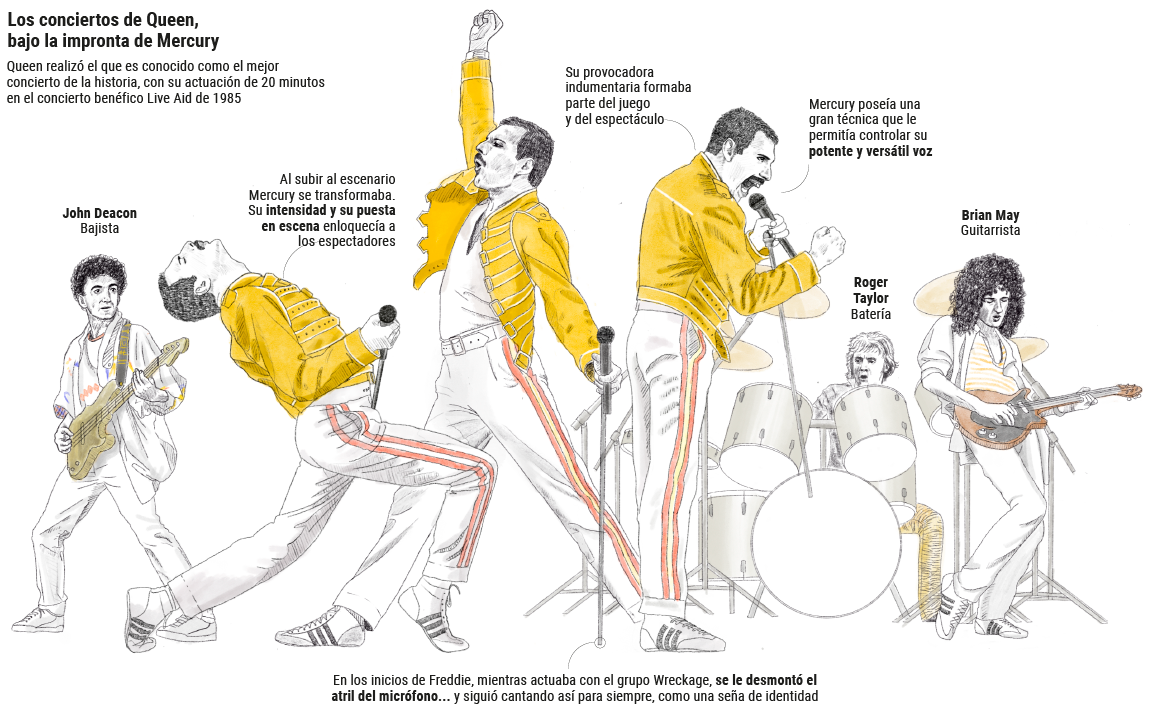 Los conciertos de Queen,
bajo la impronta de Mercury
Queen realizó el que es conocido como el mejor
concierto de la historia, con su actuación de 20 minutos
en el concierto benéfico Live Aid de 1985
Su provocadora
indumentaria formaba
parte del juego
y del espectáculo
Mercury poseía una
gran técnica que le
permitía controlar su
potente y versátil voz
Al subir al escenario
Mercury se transformaba.
Su intensidad y su puesta
en escena enloquecía a
los espectadores
John Deacon
Bajista
Brian May
Guitarrista
Roger
Taylor
Batería
En los inicios de Freddie, mientras actuaba con el grupo Wreckage, se le desmontó el
atril del micrófono... y siguió cantando así para siempre, como una seña de identidad